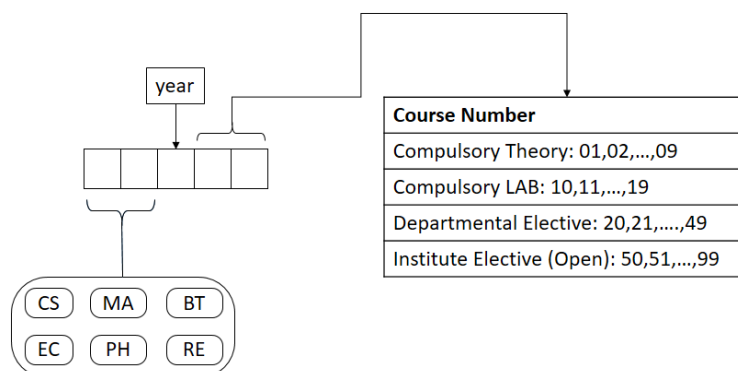 year
Course Number
Compulsory Theory: 01,02,...,09
Compulsory LAB: 10,11,...,19
Departmental Elective: 20,21,....,49
Institute Elective (Open): 50,51,...,99
CS MA BT
EC PH RE